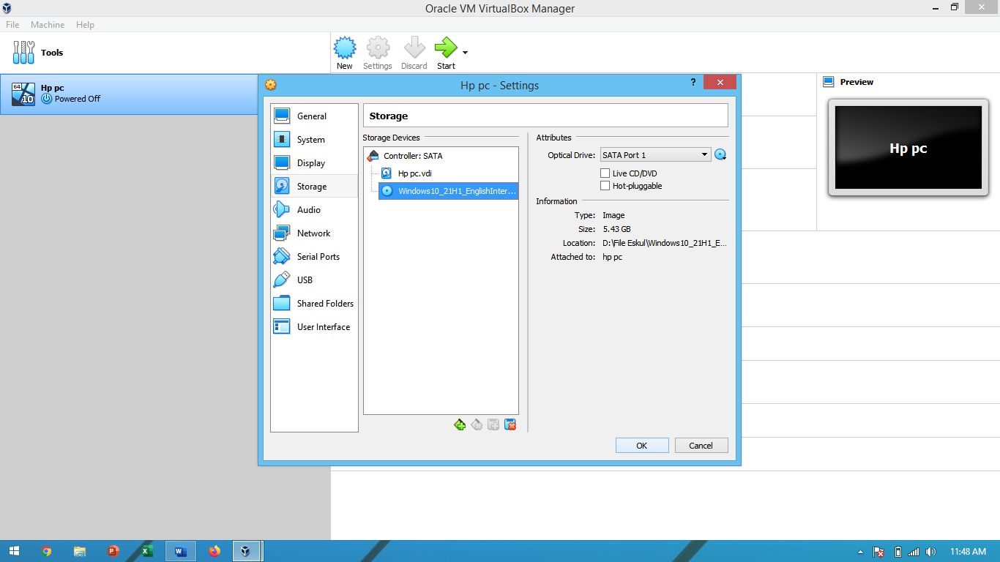 Oracle VM VirtualBox Manager
File Machine Help
Tools
New Settings Discard Start
64
10
Hp pc
Powered Off
Hp pc - Settings
?
General
System
Display
Storage
Audio
Network
Serial Ports
USB
Shared Folders
User Interface
Storage
Storage Devices
Controller: SATA
Hp pc.vdi
Windows10_21H1_EnglishInter...
Attributes
Optical Drive: SATA Port 1
Live CD/DVD
Hot-pluggable
Information
Type: Image
Size: 5.43 GB
Location: D:\File Eskul\Windows10_21H1_E...
Attached to: hp pc
OK Cancel
Preview
Hp pc
11:48 AM